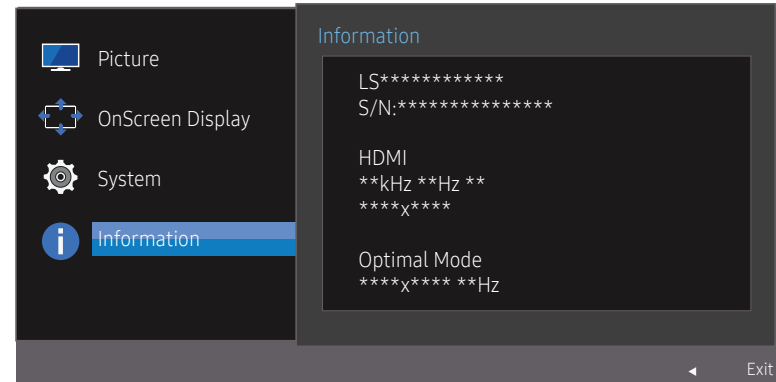 Picture
OnScreen Display
System
Information
Information
LS************
S/N:***************
HDMI
**kHz **Hz **
****x****
Optimal Mode
****x**** **Hz
Exit